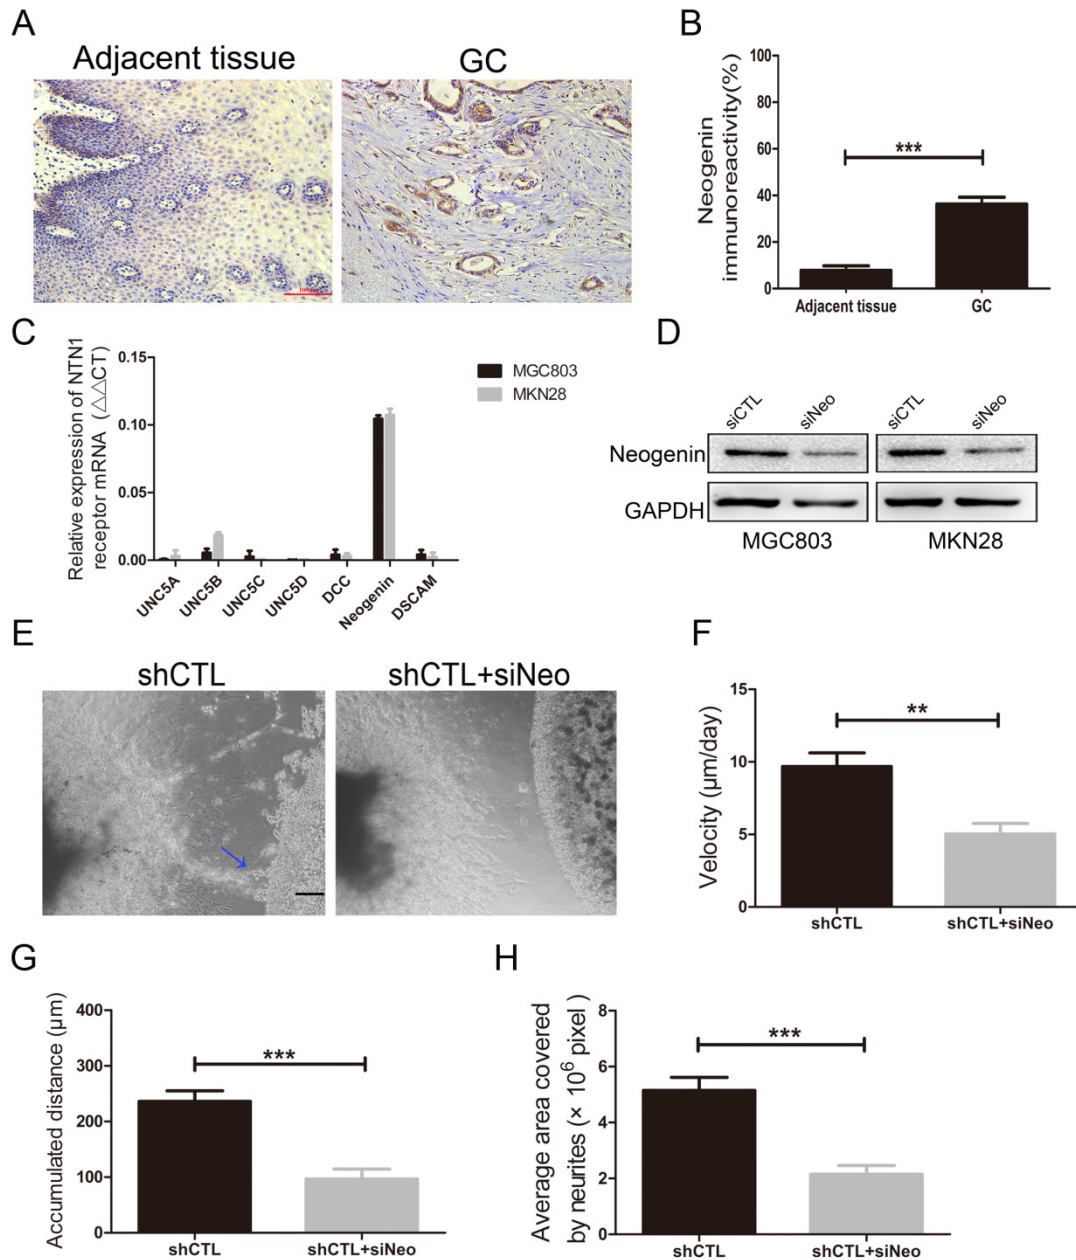 A
Adjacent tissue
GC
B
Neogenin
immunoreactivity(%)
100
80
60
40
20
0
***
Adjacent tissue
GC
C
Relative expression of NTN1
receptor mRNA (△△CT)
0.15
0.10
0.05
0.00
MGC803
MKN28
UNC5A
UNC5B
UNC5C
UNC5D
DCC
Neogenin
DSCAM
D
siCTL
siNeo
siCTL
siNeo
Neogenin
GAPDH
MGC803
MKN28
E
shCTL
shCTL+siNeo
F
Velocity (μm/day)
15
10
5
0
**
shCTL
shCTL+siNeo
G
Accumulated distance (μm)
400
300
200
100
0
***
shCTL
shCTL+siNeo
H
Average area covered
by neurites (× 10⁶ pixel )
8
6
4
2
0
***
shCTL
shCTL+siNeo